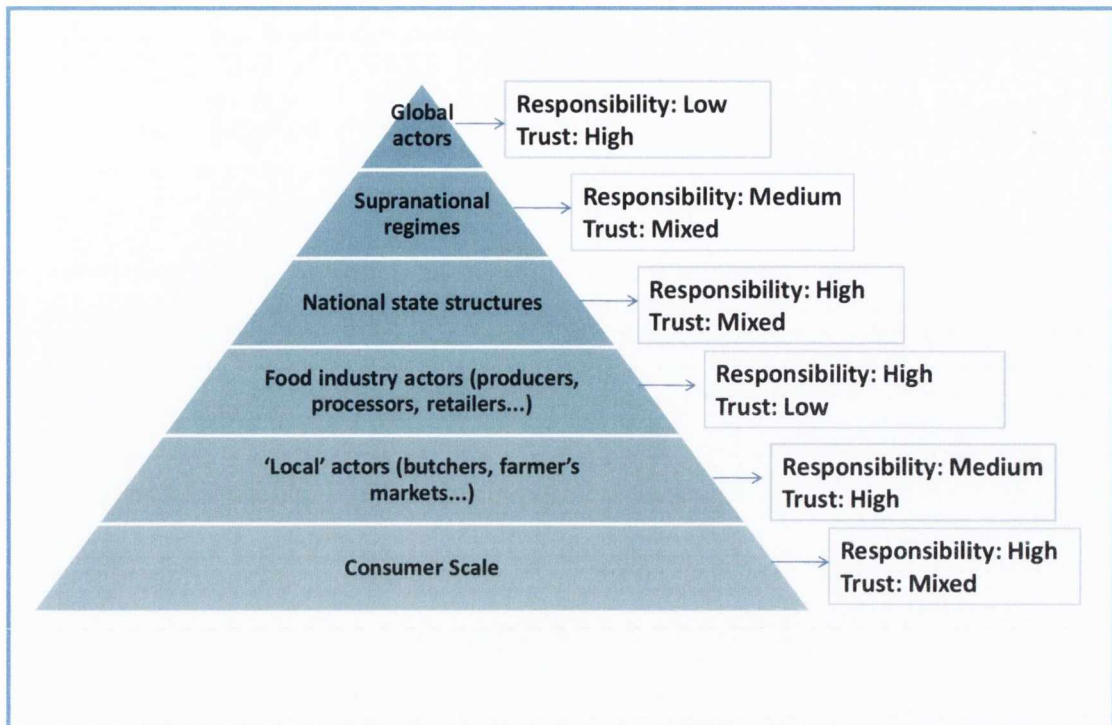 Global
actors
Responsibility: Low
Trust: High
Supranational
regimes
Responsibility: Medium
Trust: Mixed
National state structures
Responsibility: High
Trust: Mixed
Food industry actors (producers,
processors, retailers...)
Responsibility: High
Trust: Low
‘Local’ actors (butchers, farmer’s
markets...)
Responsibility: Medium
Trust: High
Consumer Scale
Responsibility: High
Trust: Mixed